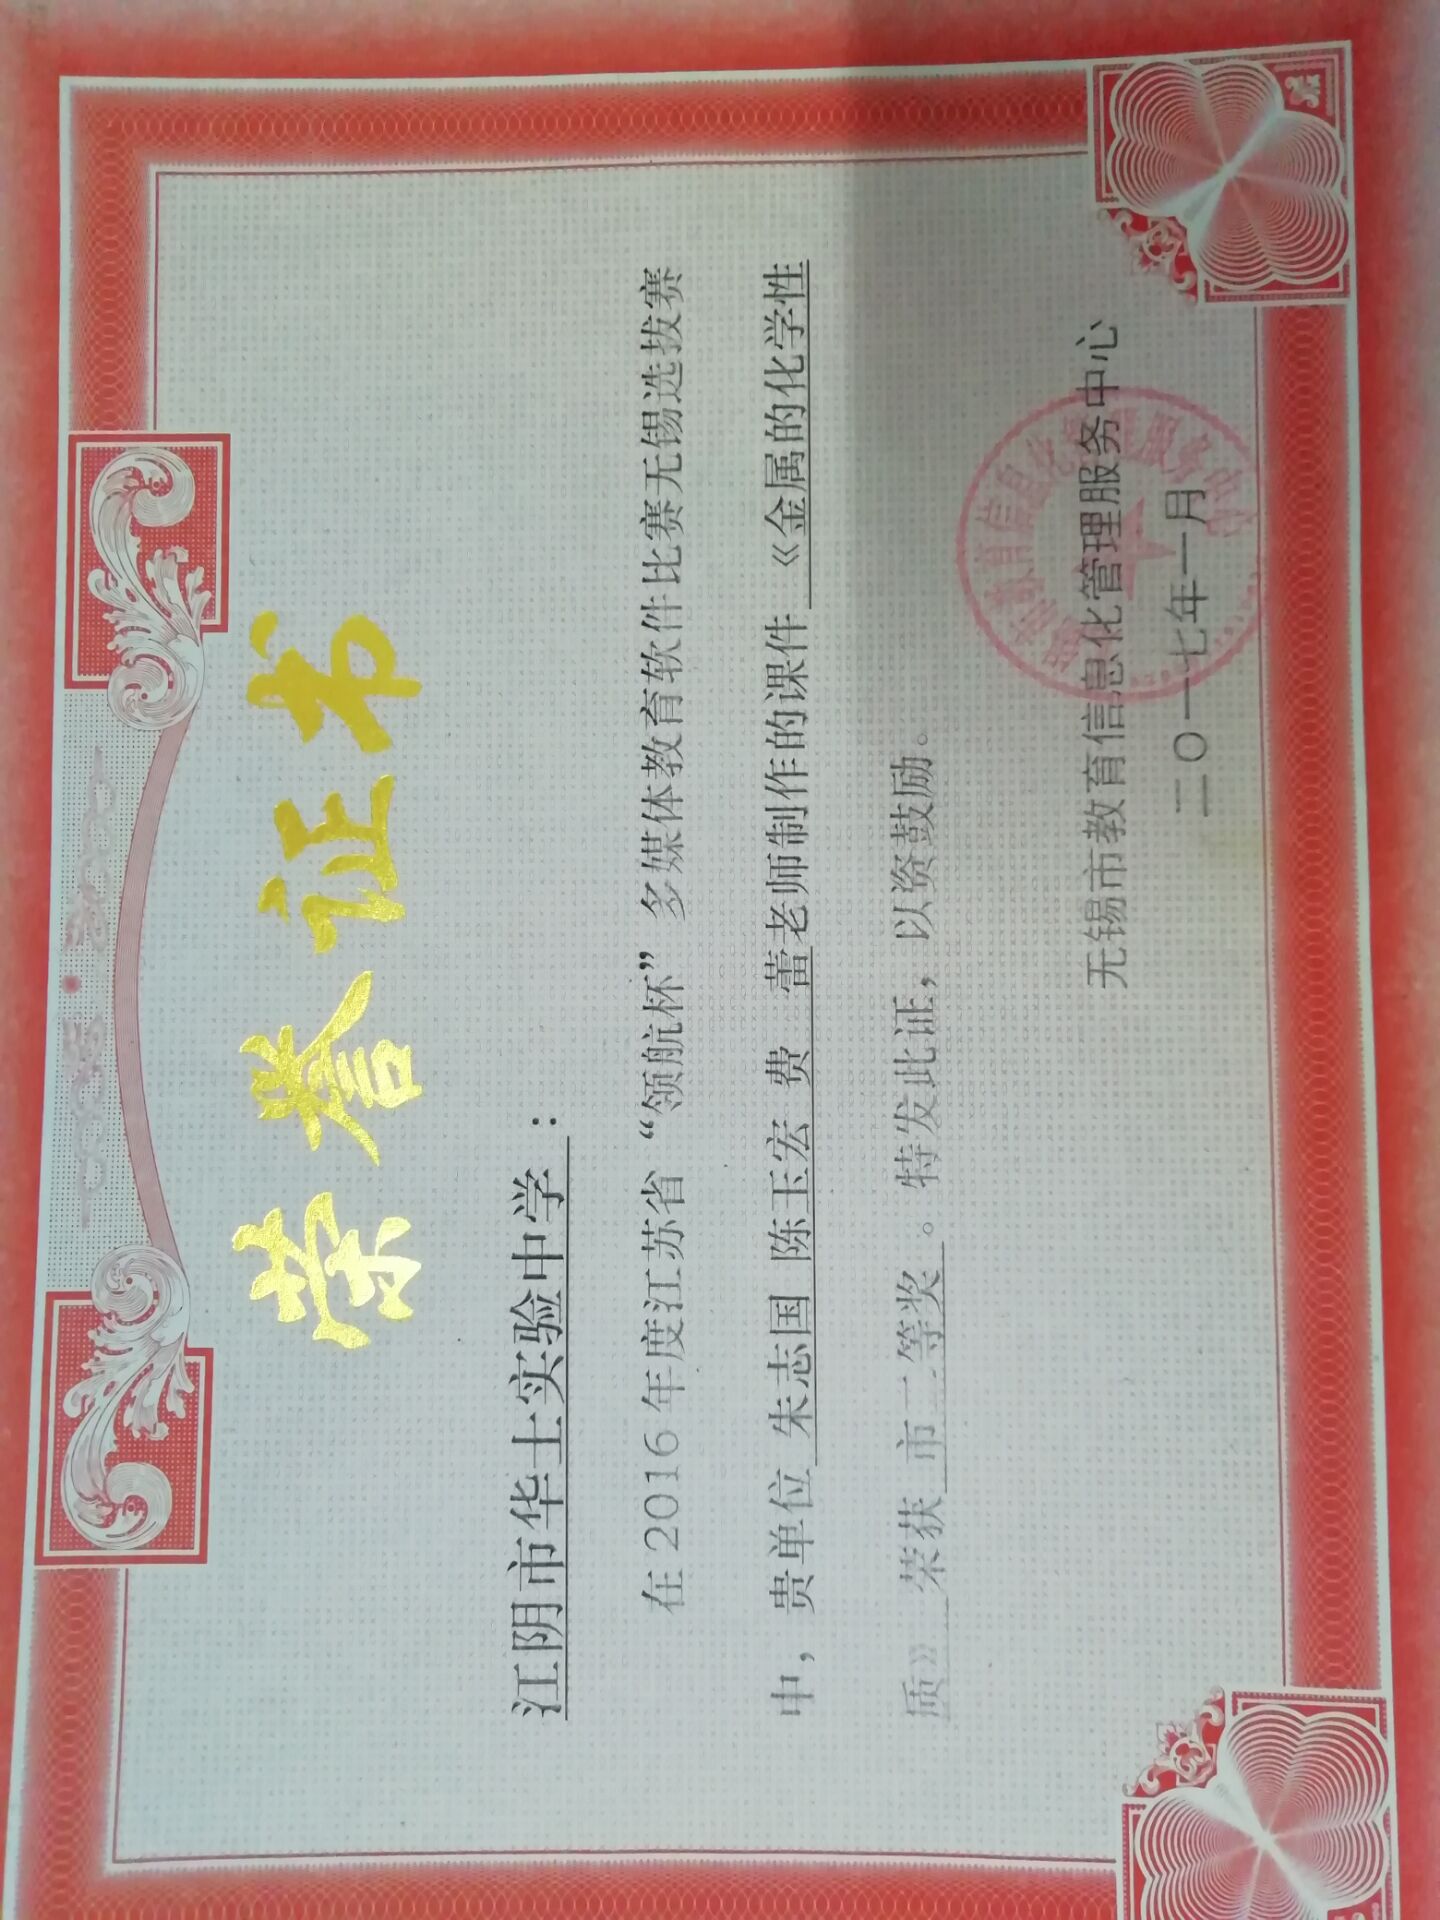 荣誉证书
江阴市华士实验中学：
在2016年度江苏省“领航杯”多媒体教育软件比赛无锡选拔赛
中，贵单位 朱志国 陈玉宏 费 蕾老师制作的课件 《金属的化学性
质》 荣获 市二等奖 。特发此证，以资鼓励。
无锡市教育信息化管理服务中心
二〇一七年一月